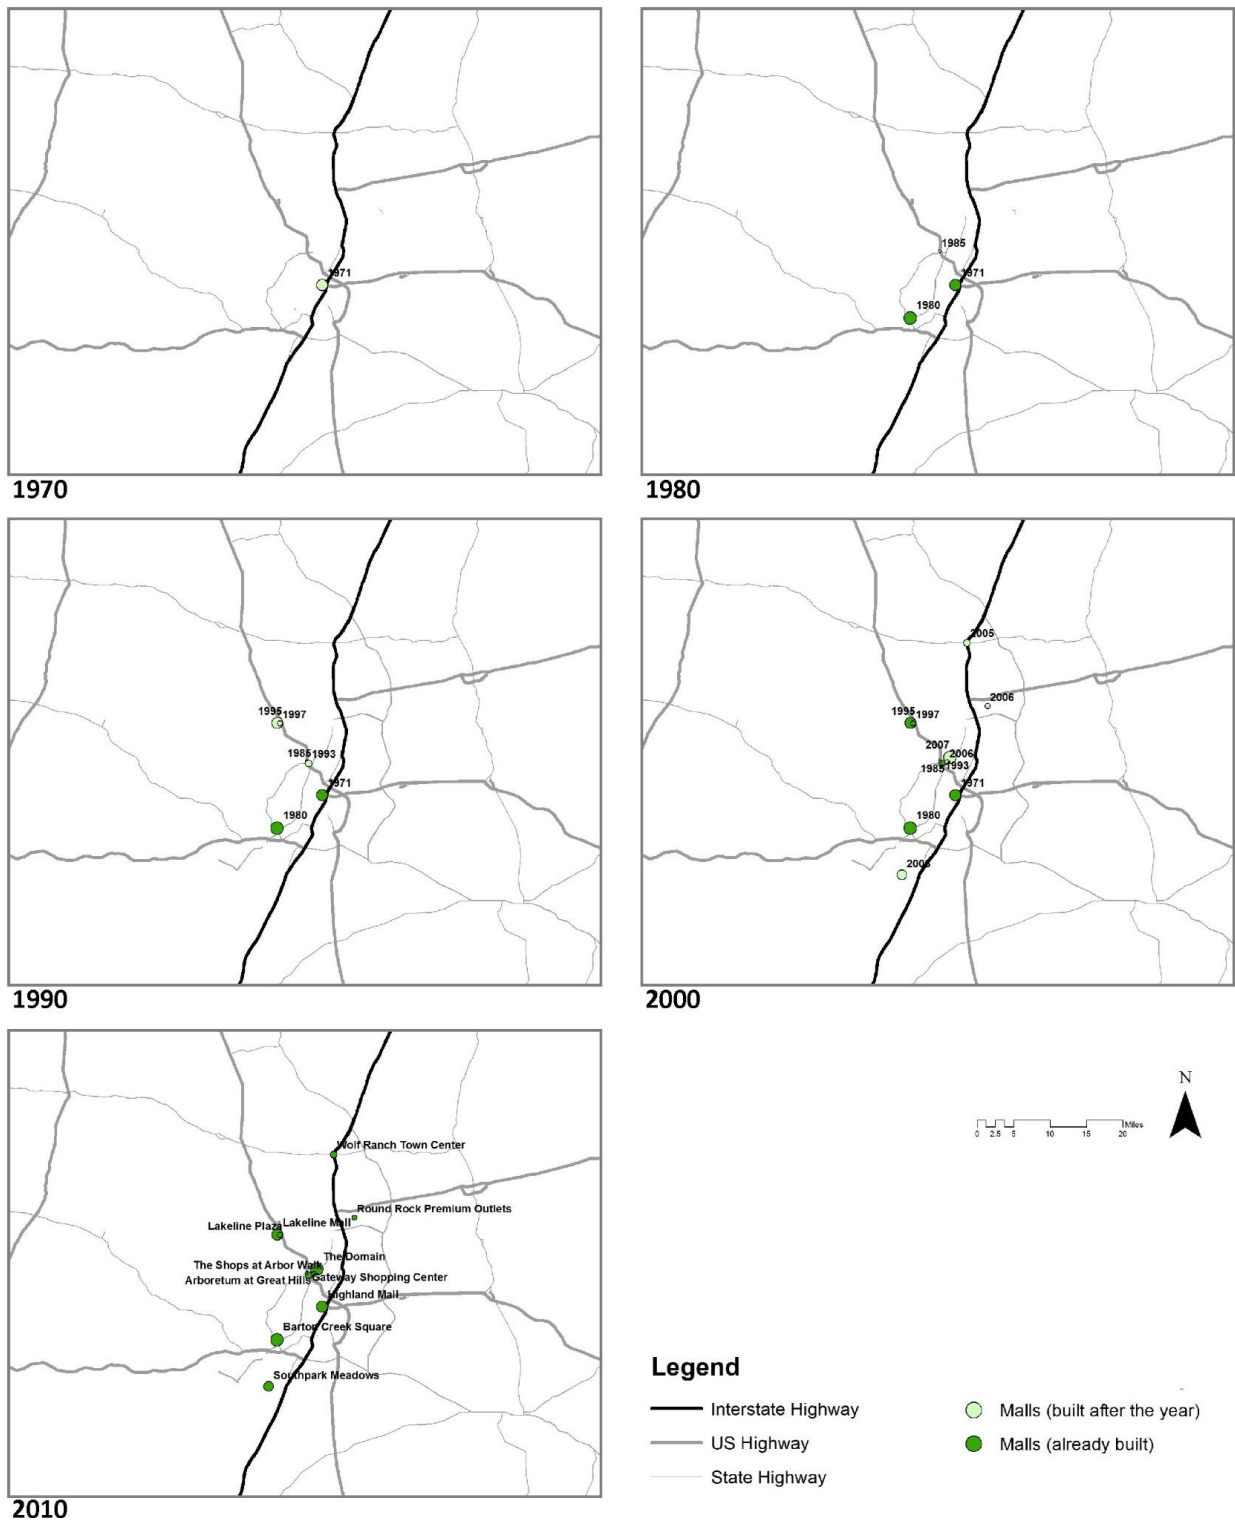 1971
1970
1985
1971
1980
1980
1995 1997
1985 1993
1971
1980
1990
2005
2006
1995 1997
2007
2006
1985 1993
1971
1980
2000
Wolf Ranch Town Center
Round Rock Premium Outlets
Lakeline Plaza Lakeline Mall
The Domain
The Shops at Arbor Walk
Arboretum at Great Hills Gateway Shopping Center
Highland Mall
Barton Creek Square
Southpark Meadows
2010
N
0 2.5 5 10 15 20 Miles
Legend
Interstate Highway
US Highway
State Highway
Malls (built after the year)
Malls (already built)